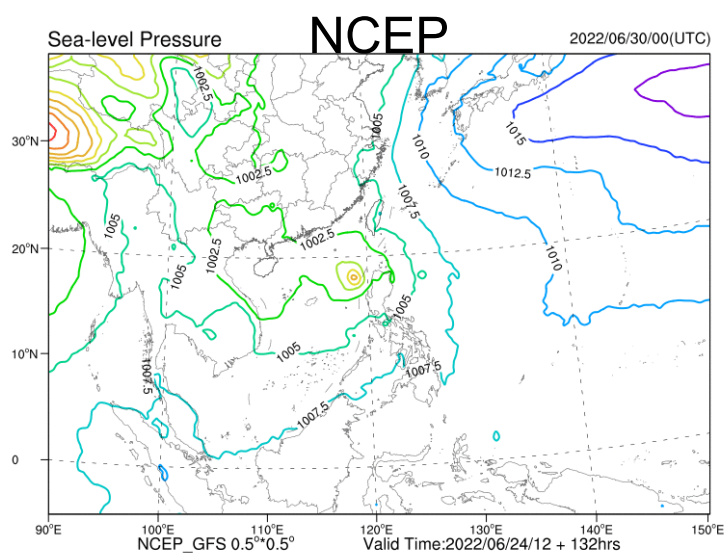 NCEP
Sea-level Pressure 2022/06/30/00(UTC)
1002.5
1005
1015
1010
30°N
1012.5
1002.5
1007.5
1005
1002.5
1002.5
20°N
1010
1005
1005
1005
10°N
1007.5
1007.5
1007.5
0
90°E 100°E 110°E 120°E 130°E 140°E 150°E
NCEP_GFS 0.5°*0.5° Valid Time:2022/06/24/12 + 132hrs